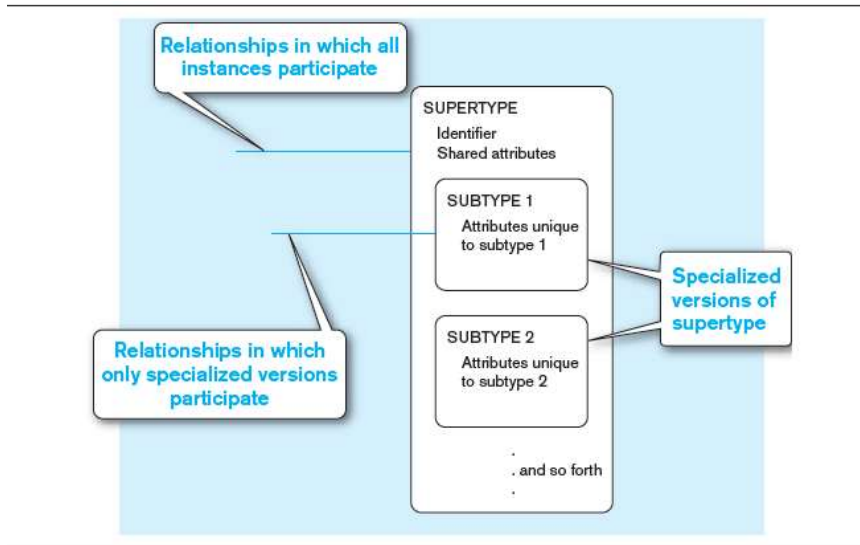 Relationships in which all
instances participate
SUPERTYPE
Identifier
Shared attributes
SUBTYPE 1
Attributes unique
to subtype 1
Specialized
versions of
supertype
SUBTYPE 2
Attributes unique
to subtype 2
Relationships in which
only specialized versions
participate
.
. and so forth
.